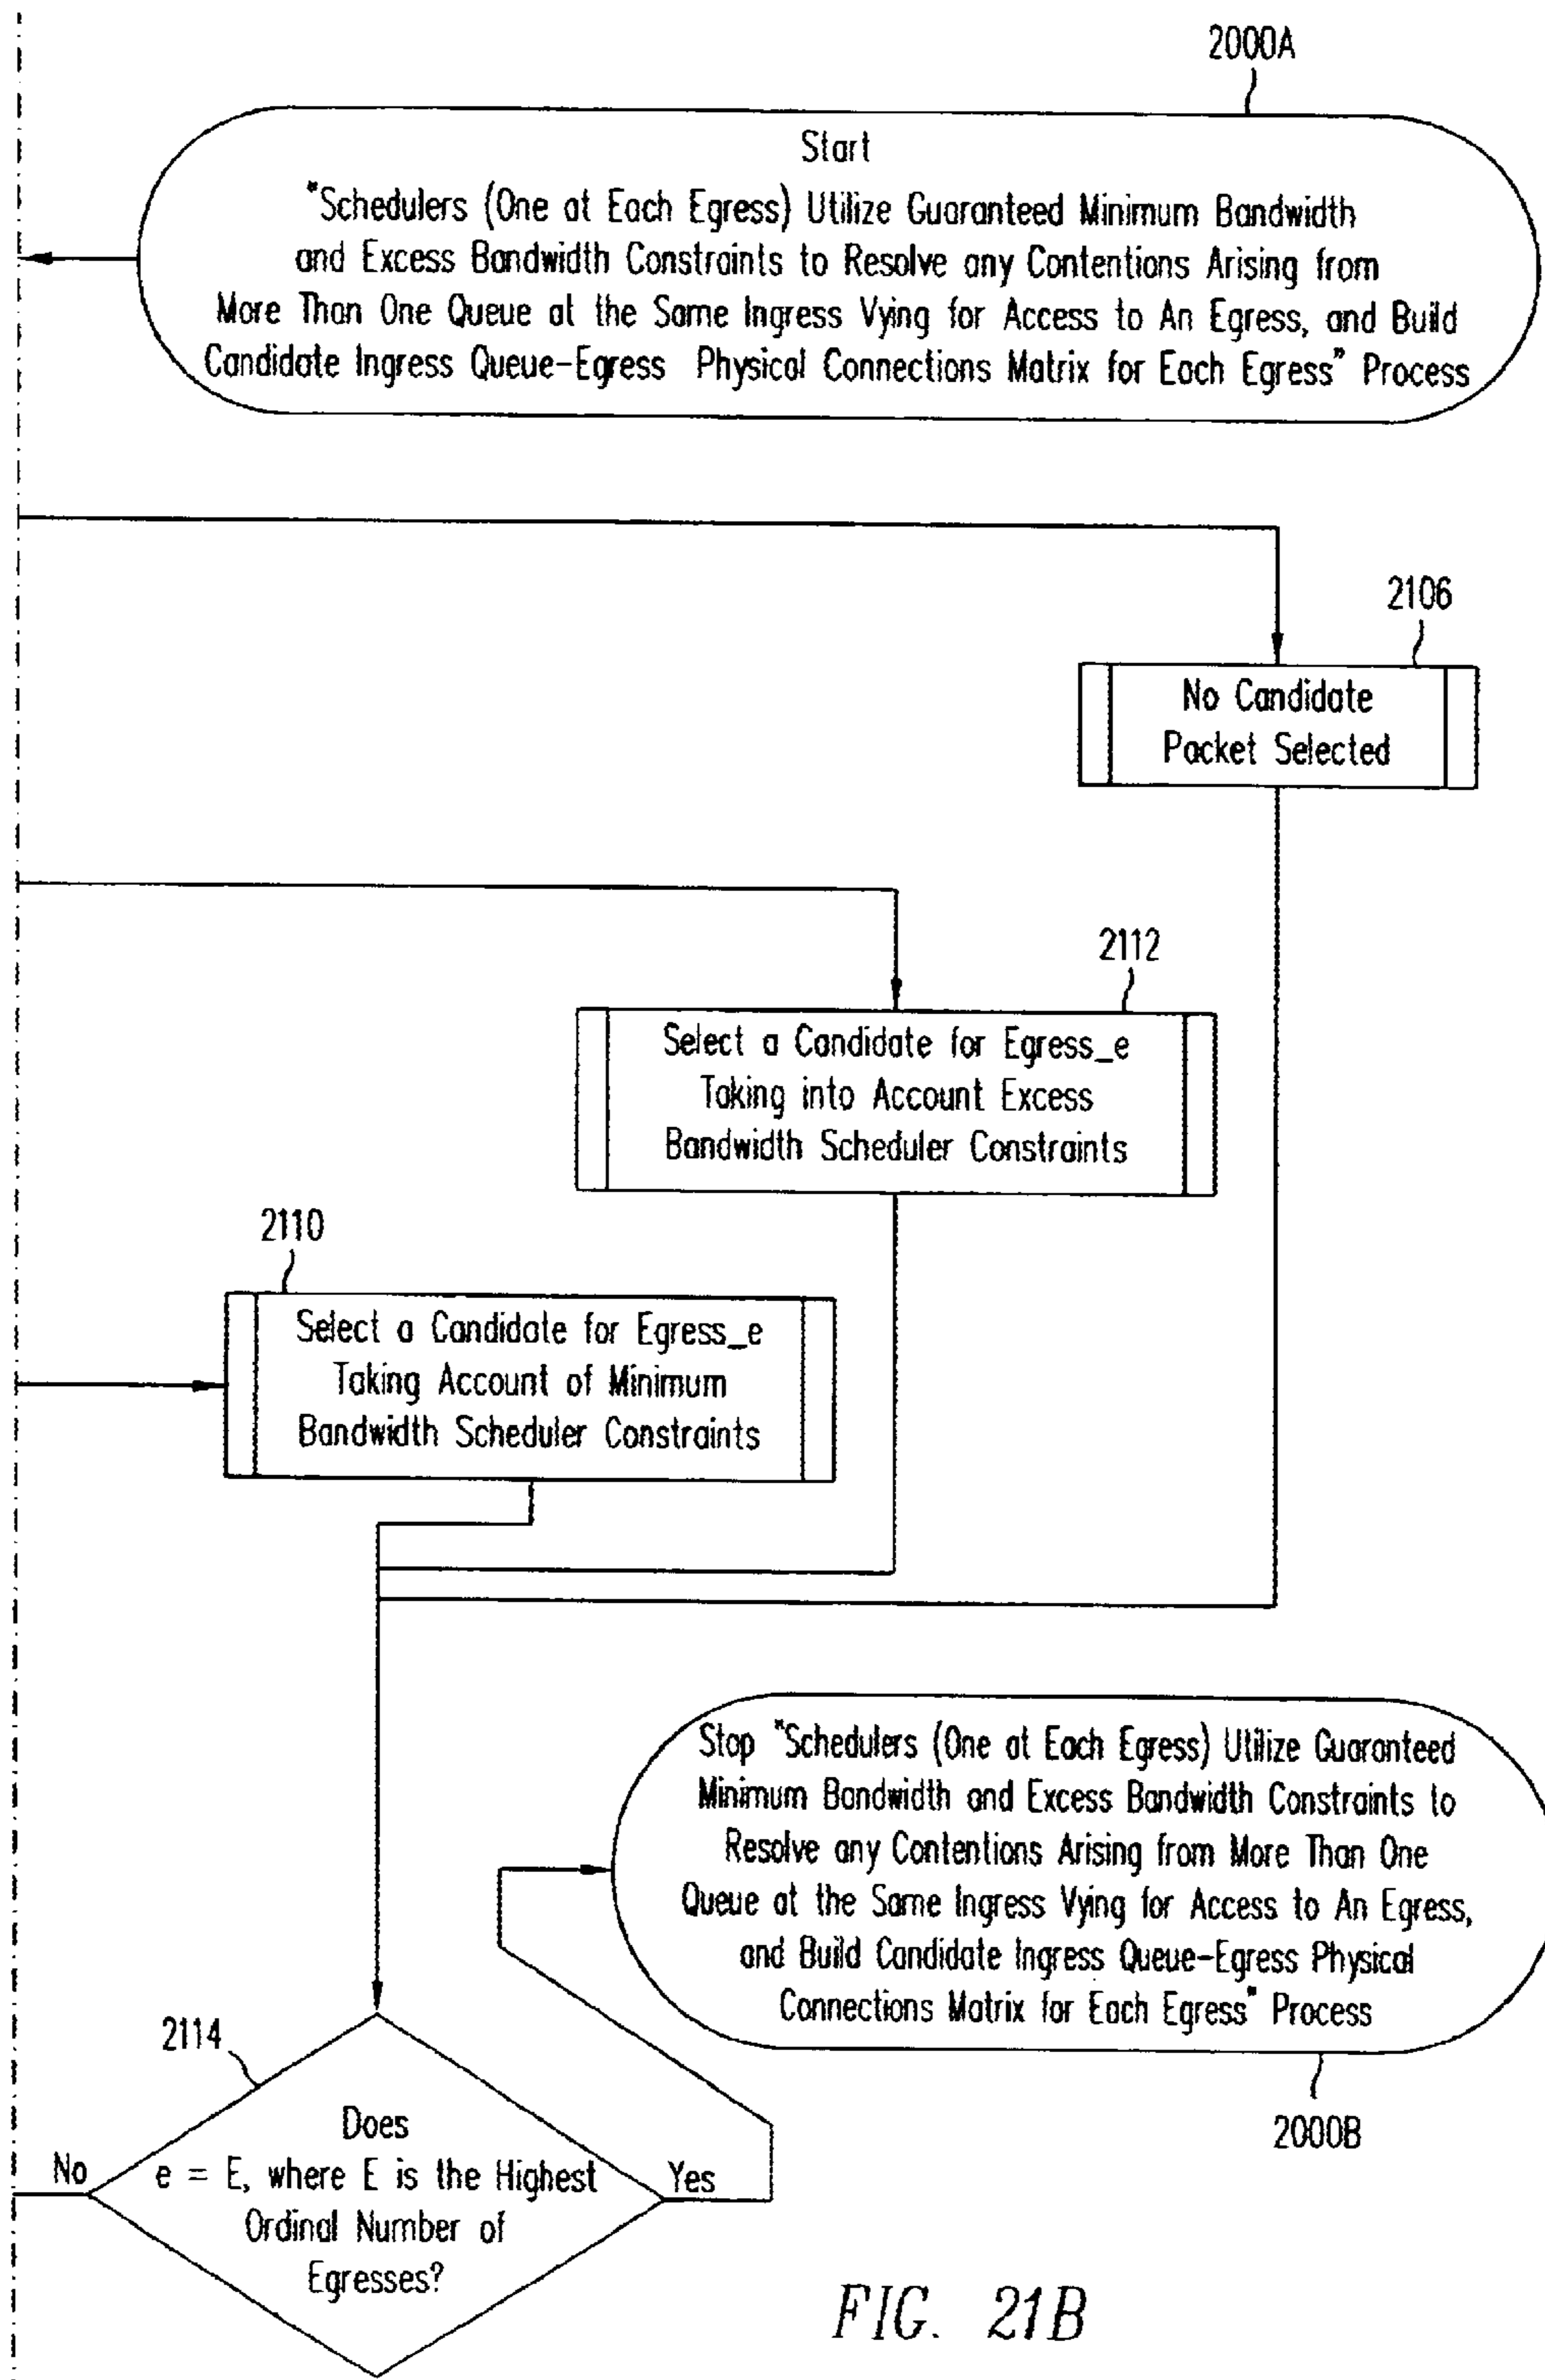 2000A
Start
"Schedulers (One at Each Egress) Utilize Guaranteed Minimum Bandwidth
and Excess Bandwidth Constraints to Resolve any Contentions Arising from
More Than One Queue at the Same Ingress Vying for Access to An Egress, and Build
Candidate Ingress Queue-Egress Physical Connections Matrix for Each Egress" Process
2106
No Candidate
Packet Selected
2112
Select a Candidate for Egress_e
Taking into Account Excess
Bandwidth Scheduler Constraints
2110
Select a Candidate for Egress_e
Taking Account of Minimum
Bandwidth Scheduler Constraints
Stop "Schedulers (One at Each Egress) Utilize Guaranteed
Minimum Bandwidth and Excess Bandwidth Constraints to
Resolve any Contentions Arising from More Than One
Queue at the Same Ingress Vying for Access to An Egress,
and Build Candidate Ingress Queue-Egress Physical
Connections Matrix for Each Egress" Process
2000B
2114
Does
e = E, where E is the Highest
Ordinal Number of
Egresses?
No
Yes
FIG. 21B